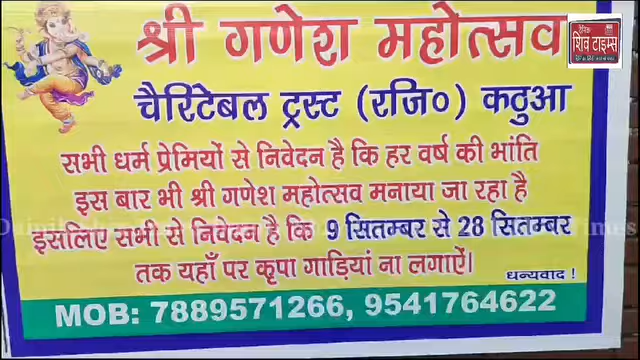 दैनिक
शिव टाइम्स
श्री गणेश महोत्सव
चैरिटेबल ट्रस्ट (रजि०) कठुआ
सभी धर्म प्रेमियों से निवेदन है कि हर वर्ष की भांति
इस बार भी श्री गणेश महोत्सव मनाया जा रहा है
इसलिए सभी से निवेदन है कि 9 सितम्बर से 28 सितम्बर
तक यहाँ पर कृपा गाड़ियां ना लगाऐं।
धन्यवाद !
MOB: 7889571266, 9541764622